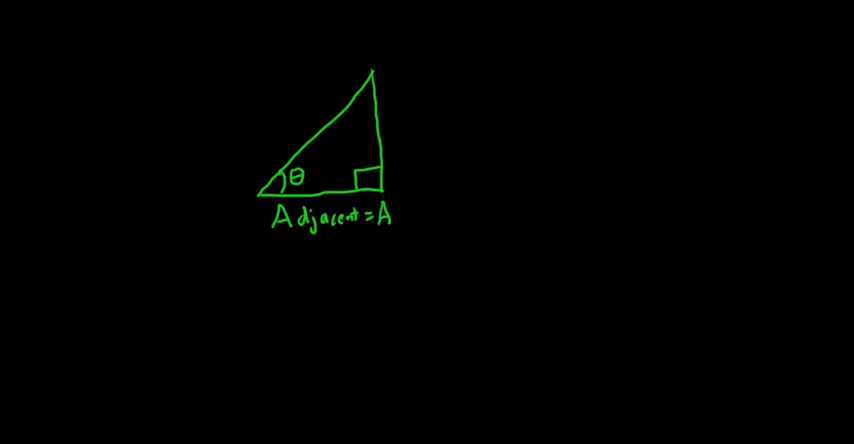 θ
Adjacent = A